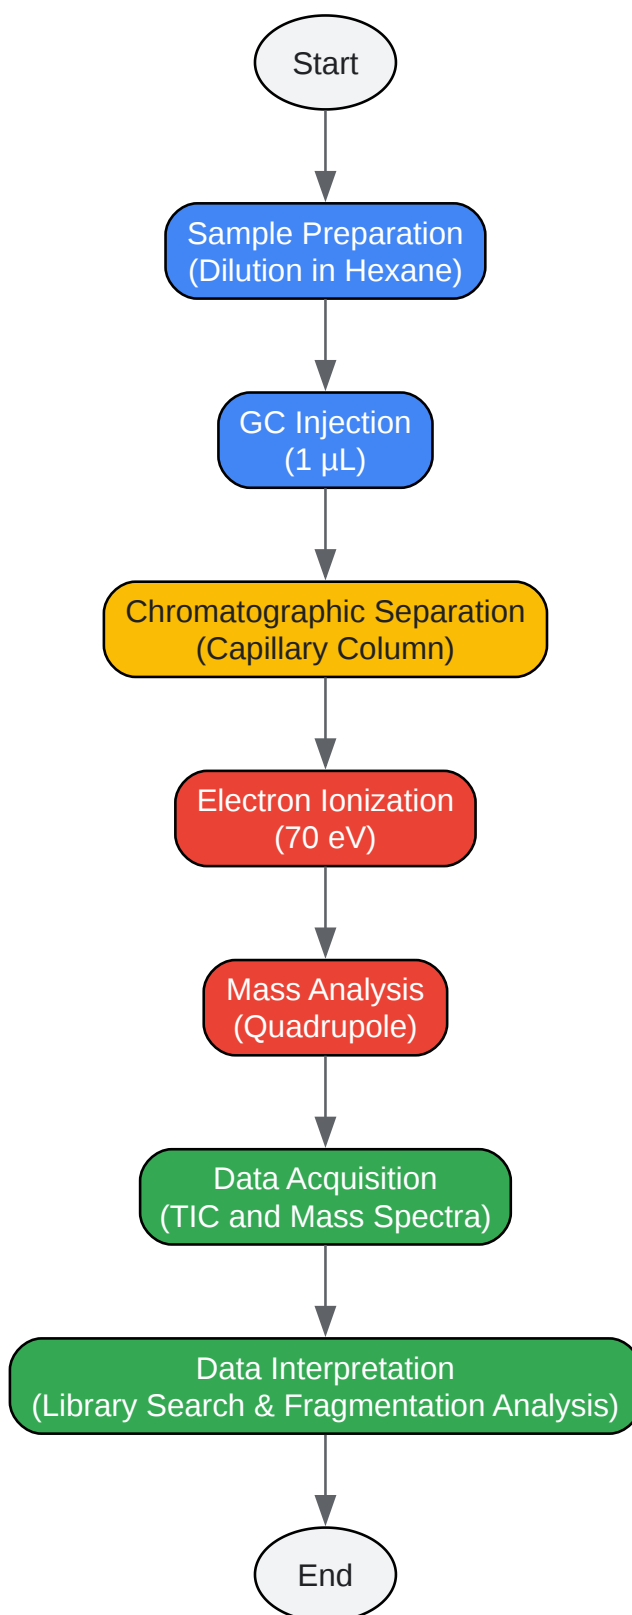 Start
Sample Preparation
(Dilution in Hexane)
GC Injection
(1 µL)
Chromatographic Separation
(Capillary Column)
Electron Ionization
(70 eV)
Mass Analysis
(Quadrupole)
Data Acquisition
(TIC and Mass Spectra)
Data Interpretation
(Library Search & Fragmentation Analysis)
End